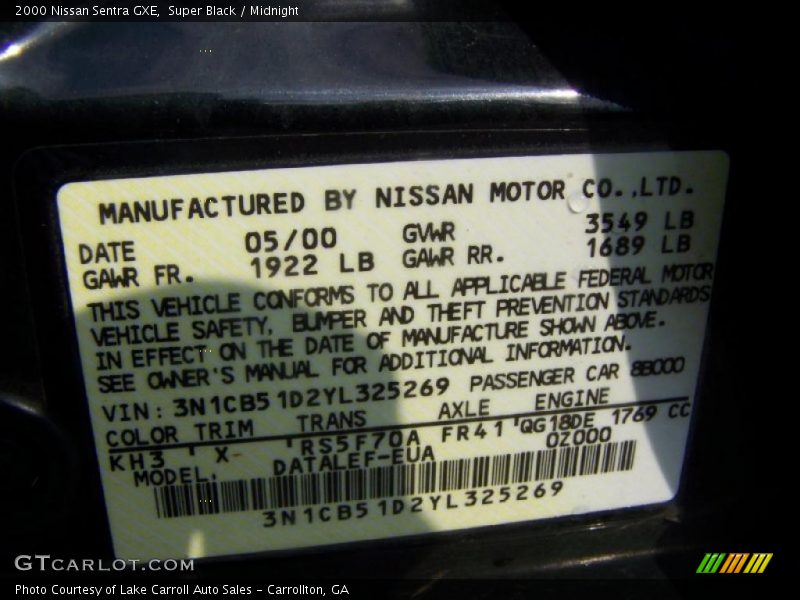 2000 Nissan Sentra GXE,  Super Black / Midnight
MANUFACTURED BY NISSAN MOTOR CO.,LTD.
DATE 05/00 GVWR 3549 LB
GAWR FR. 1922 LB GAWR RR. 1689 LB
THIS VEHICLE CONFORMS TO ALL APPLICABLE FEDERAL MOTOR
VEHICLE SAFETY, BUMPER AND THEFT PREVENTION STANDARDS
IN EFFECT ON THE DATE OF MANUFACTURE SHOWN ABOVE.
SEE OWNER'S MANUAL FOR ADDITIONAL INFORMATION.
VIN: 3N1CB51D2YL325269 PASSENGER CAR 8B000
COLOR TRIM TRANS AXLE ENGINE
KH3 ' X- 'RS5F70A FR41 'QG18DE 1769 CC
MODEL. DATALEF-EUA 0Z000
3N1CB51D2YL325269
GTCARLOT.COM
Photo Courtesy of Lake Carroll Auto Sales - Carrollton, GA